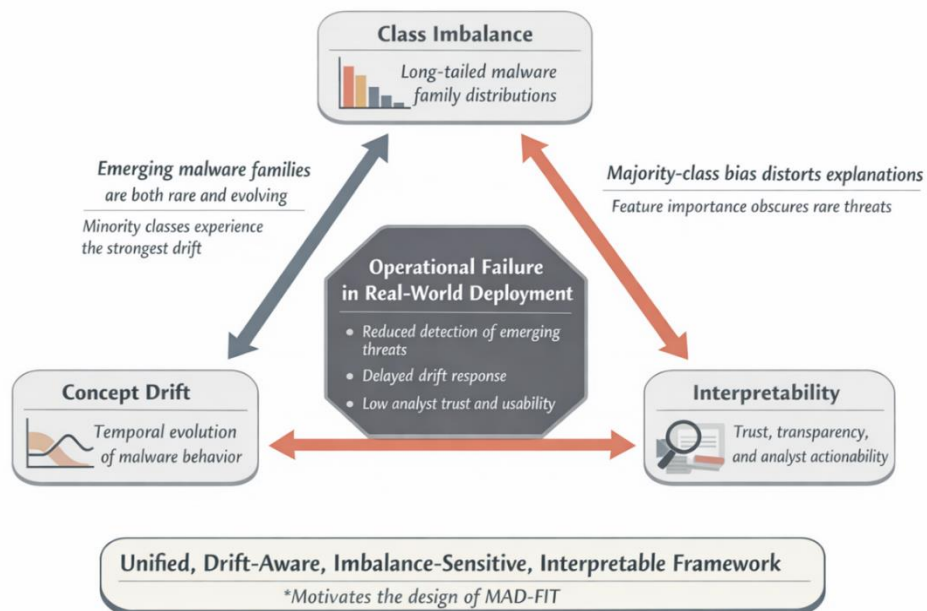 Class Imbalance
Long-tailed malware
family distributions
Emerging malware families
are both rare and evolving
Minority classes experience
the strongest drift
Majority-class bias distorts explanations
Feature importance obscures rare threats
Operational Failure
in Real-World Deployment
• Reduced detection of emerging
threats
• Delayed drift response
• Low analyst trust and usability
Concept Drift
Temporal evolution
of malware behavior
Interpretability
Trust, transparency,
and analyst actionability
Unified, Drift-Aware, Imbalance-Sensitive, Interpretable Framework
*Motivates the design of MAD-FIT